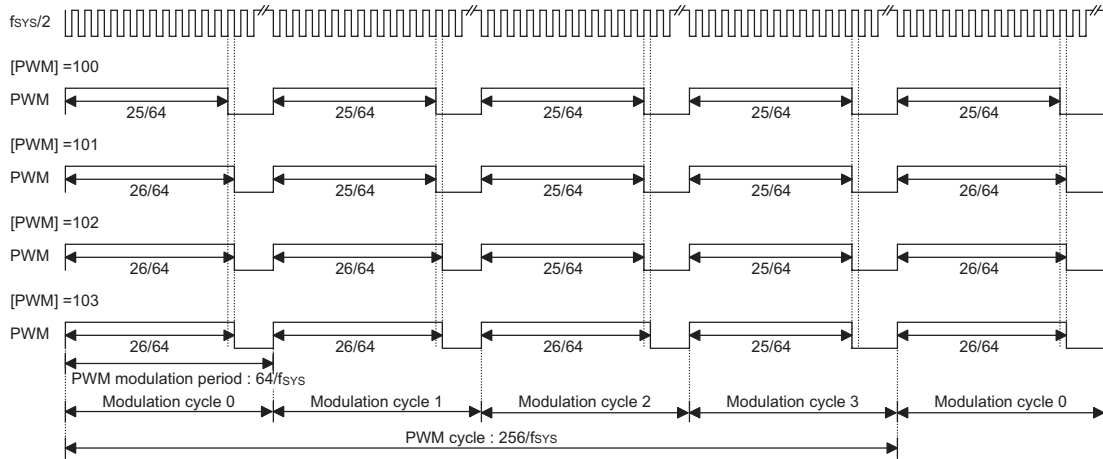 fSYS/2
[PWM] =100
PWM
25/64 25/64 25/64 25/64 25/64
[PWM] =101
PWM
26/64 25/64 25/64 25/64 26/64
[PWM] =102
PWM
26/64 26/64 25/64 25/64 26/64
[PWM] =103
PWM
26/64 26/64 26/64 25/64 26/64
PWM modulation period : 64/fSYS
Modulation cycle 0 Modulation cycle 1 Modulation cycle 2 Modulation cycle 3 Modulation cycle 0
PWM cycle : 256/fSYS